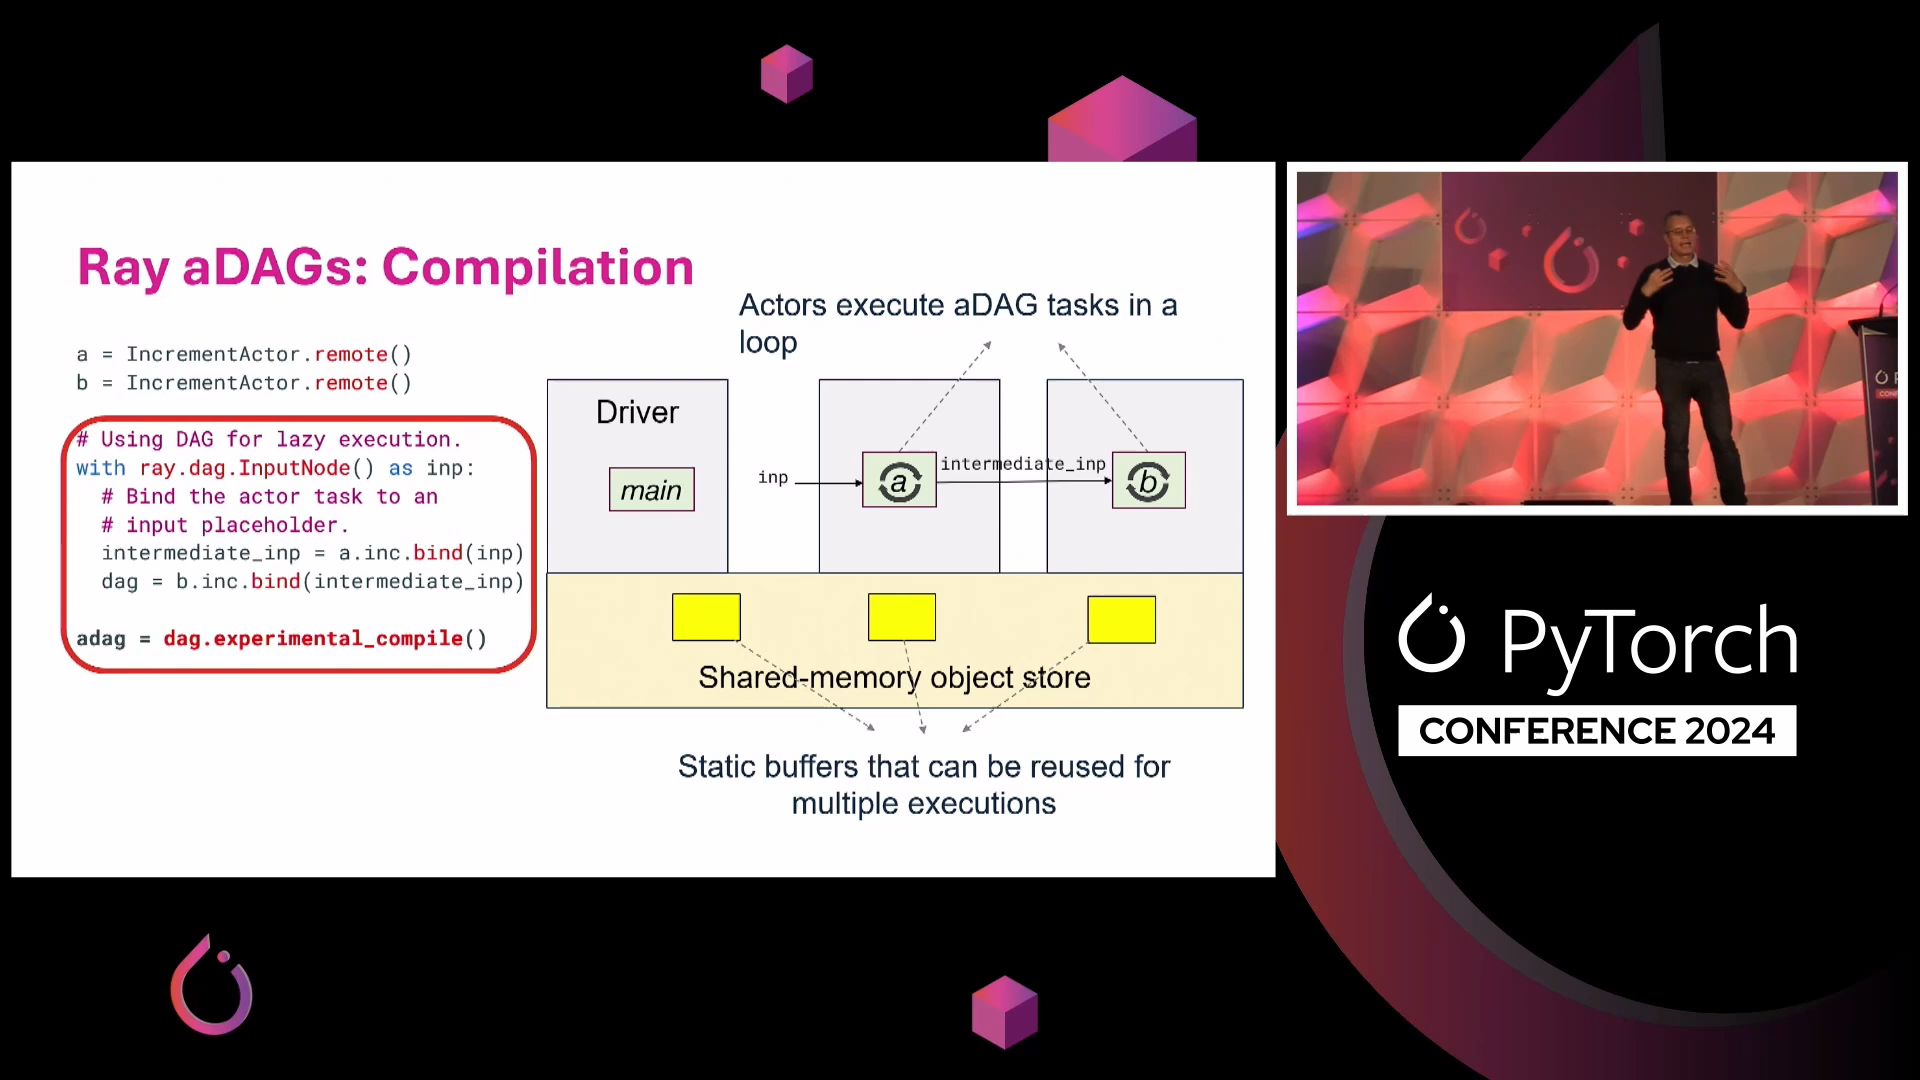 Ray aDAGs: Compilation
a = IncrementActor.remote()
b = IncrementActor.remote()
# Using DAG for lazy execution.
with ray.dag.InputNode() as inp:
# Bind the actor task to an
# input placeholder.
intermediate_inp = a.inc.bind(inp)
dag = b.inc.bind(intermediate_inp)
adag = dag.experimental_compile()
Actors execute aDAG tasks in a
loop
Driver
main
inp
a
intermediate_inp
b
Shared-memory object store
Static buffers that can be reused for
multiple executions
PyTorch
CONFERENCE 2024